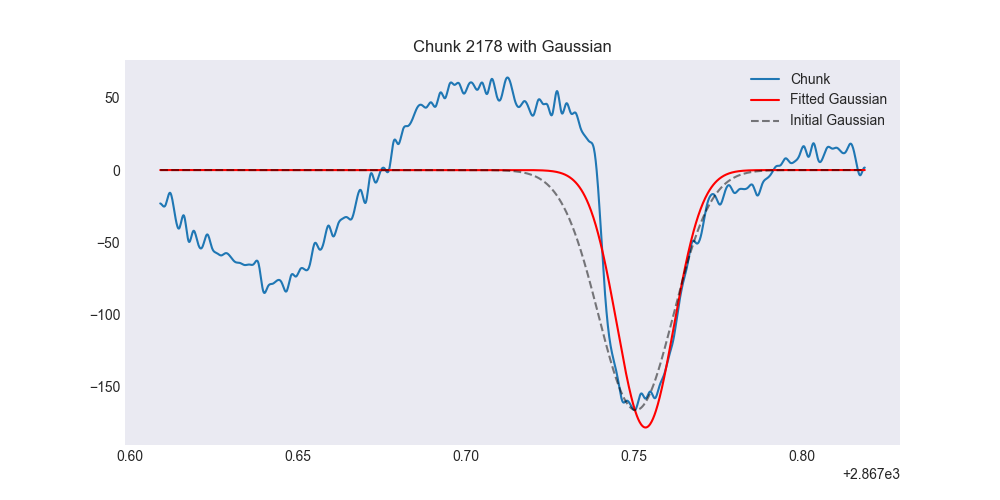 Chunk 2178 with Gaussian
Chunk
Fitted Gaussian
Initial Gaussian
50
0
−50
−100
−150
0.60 0.65 0.70 0.75 0.80
+2.867e3